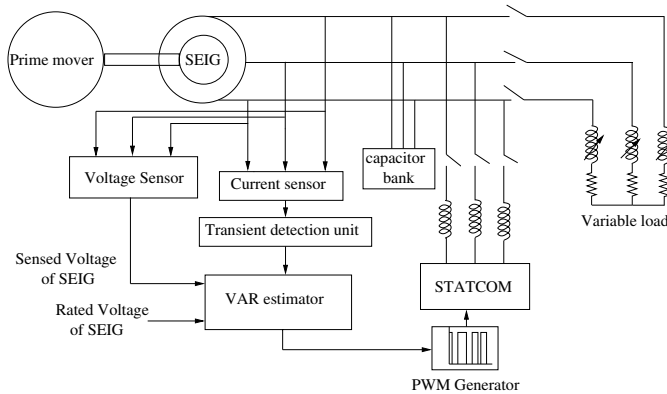 Prime mover
SEIG
Voltage Sensor
Current sensor
capacitor
bank
Transient detection unit
Variable load
Sensed Voltage
of SEIG
VAR estimator
STATCOM
Rated Voltage
of SEIG
PWM Generator